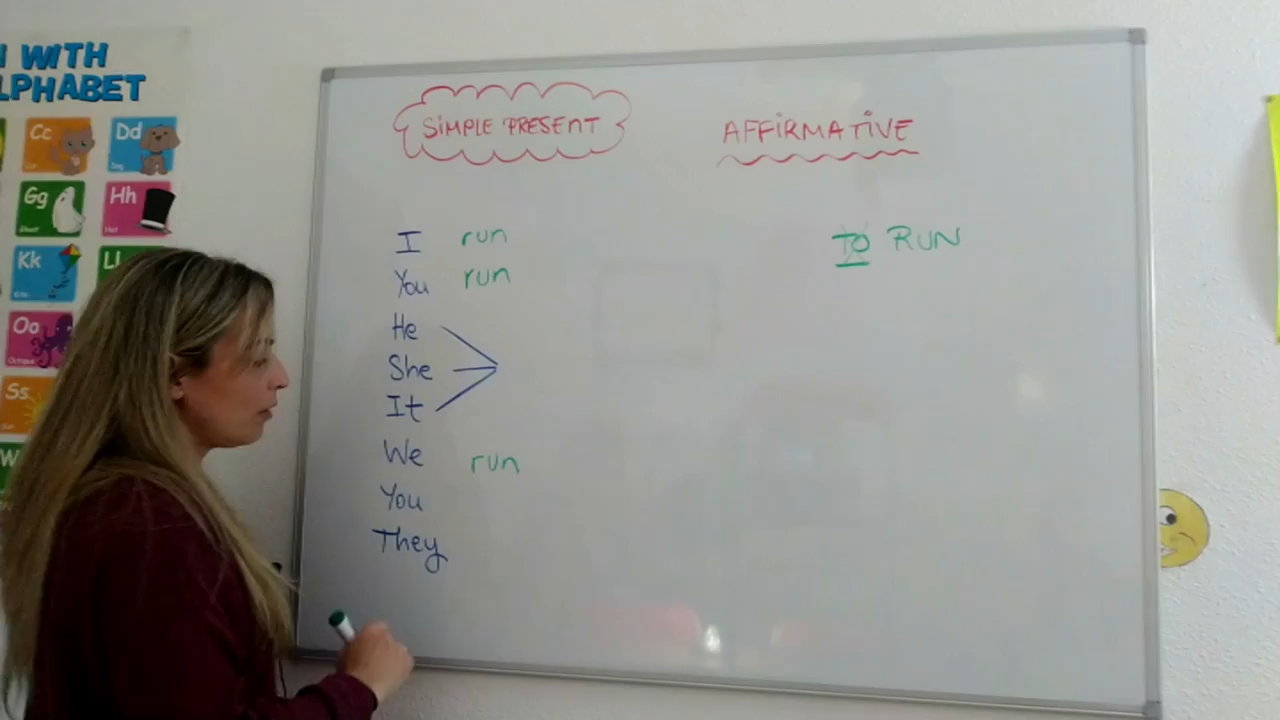 WITH
LPHABET
Cc
Dd
Gg
Hh
Kk
Ll
Oo
Ss
W
SIMPLE PRESENT
AFFIRMATIVE
I run
TO RUN
You run
He
She
It
We run
You
They